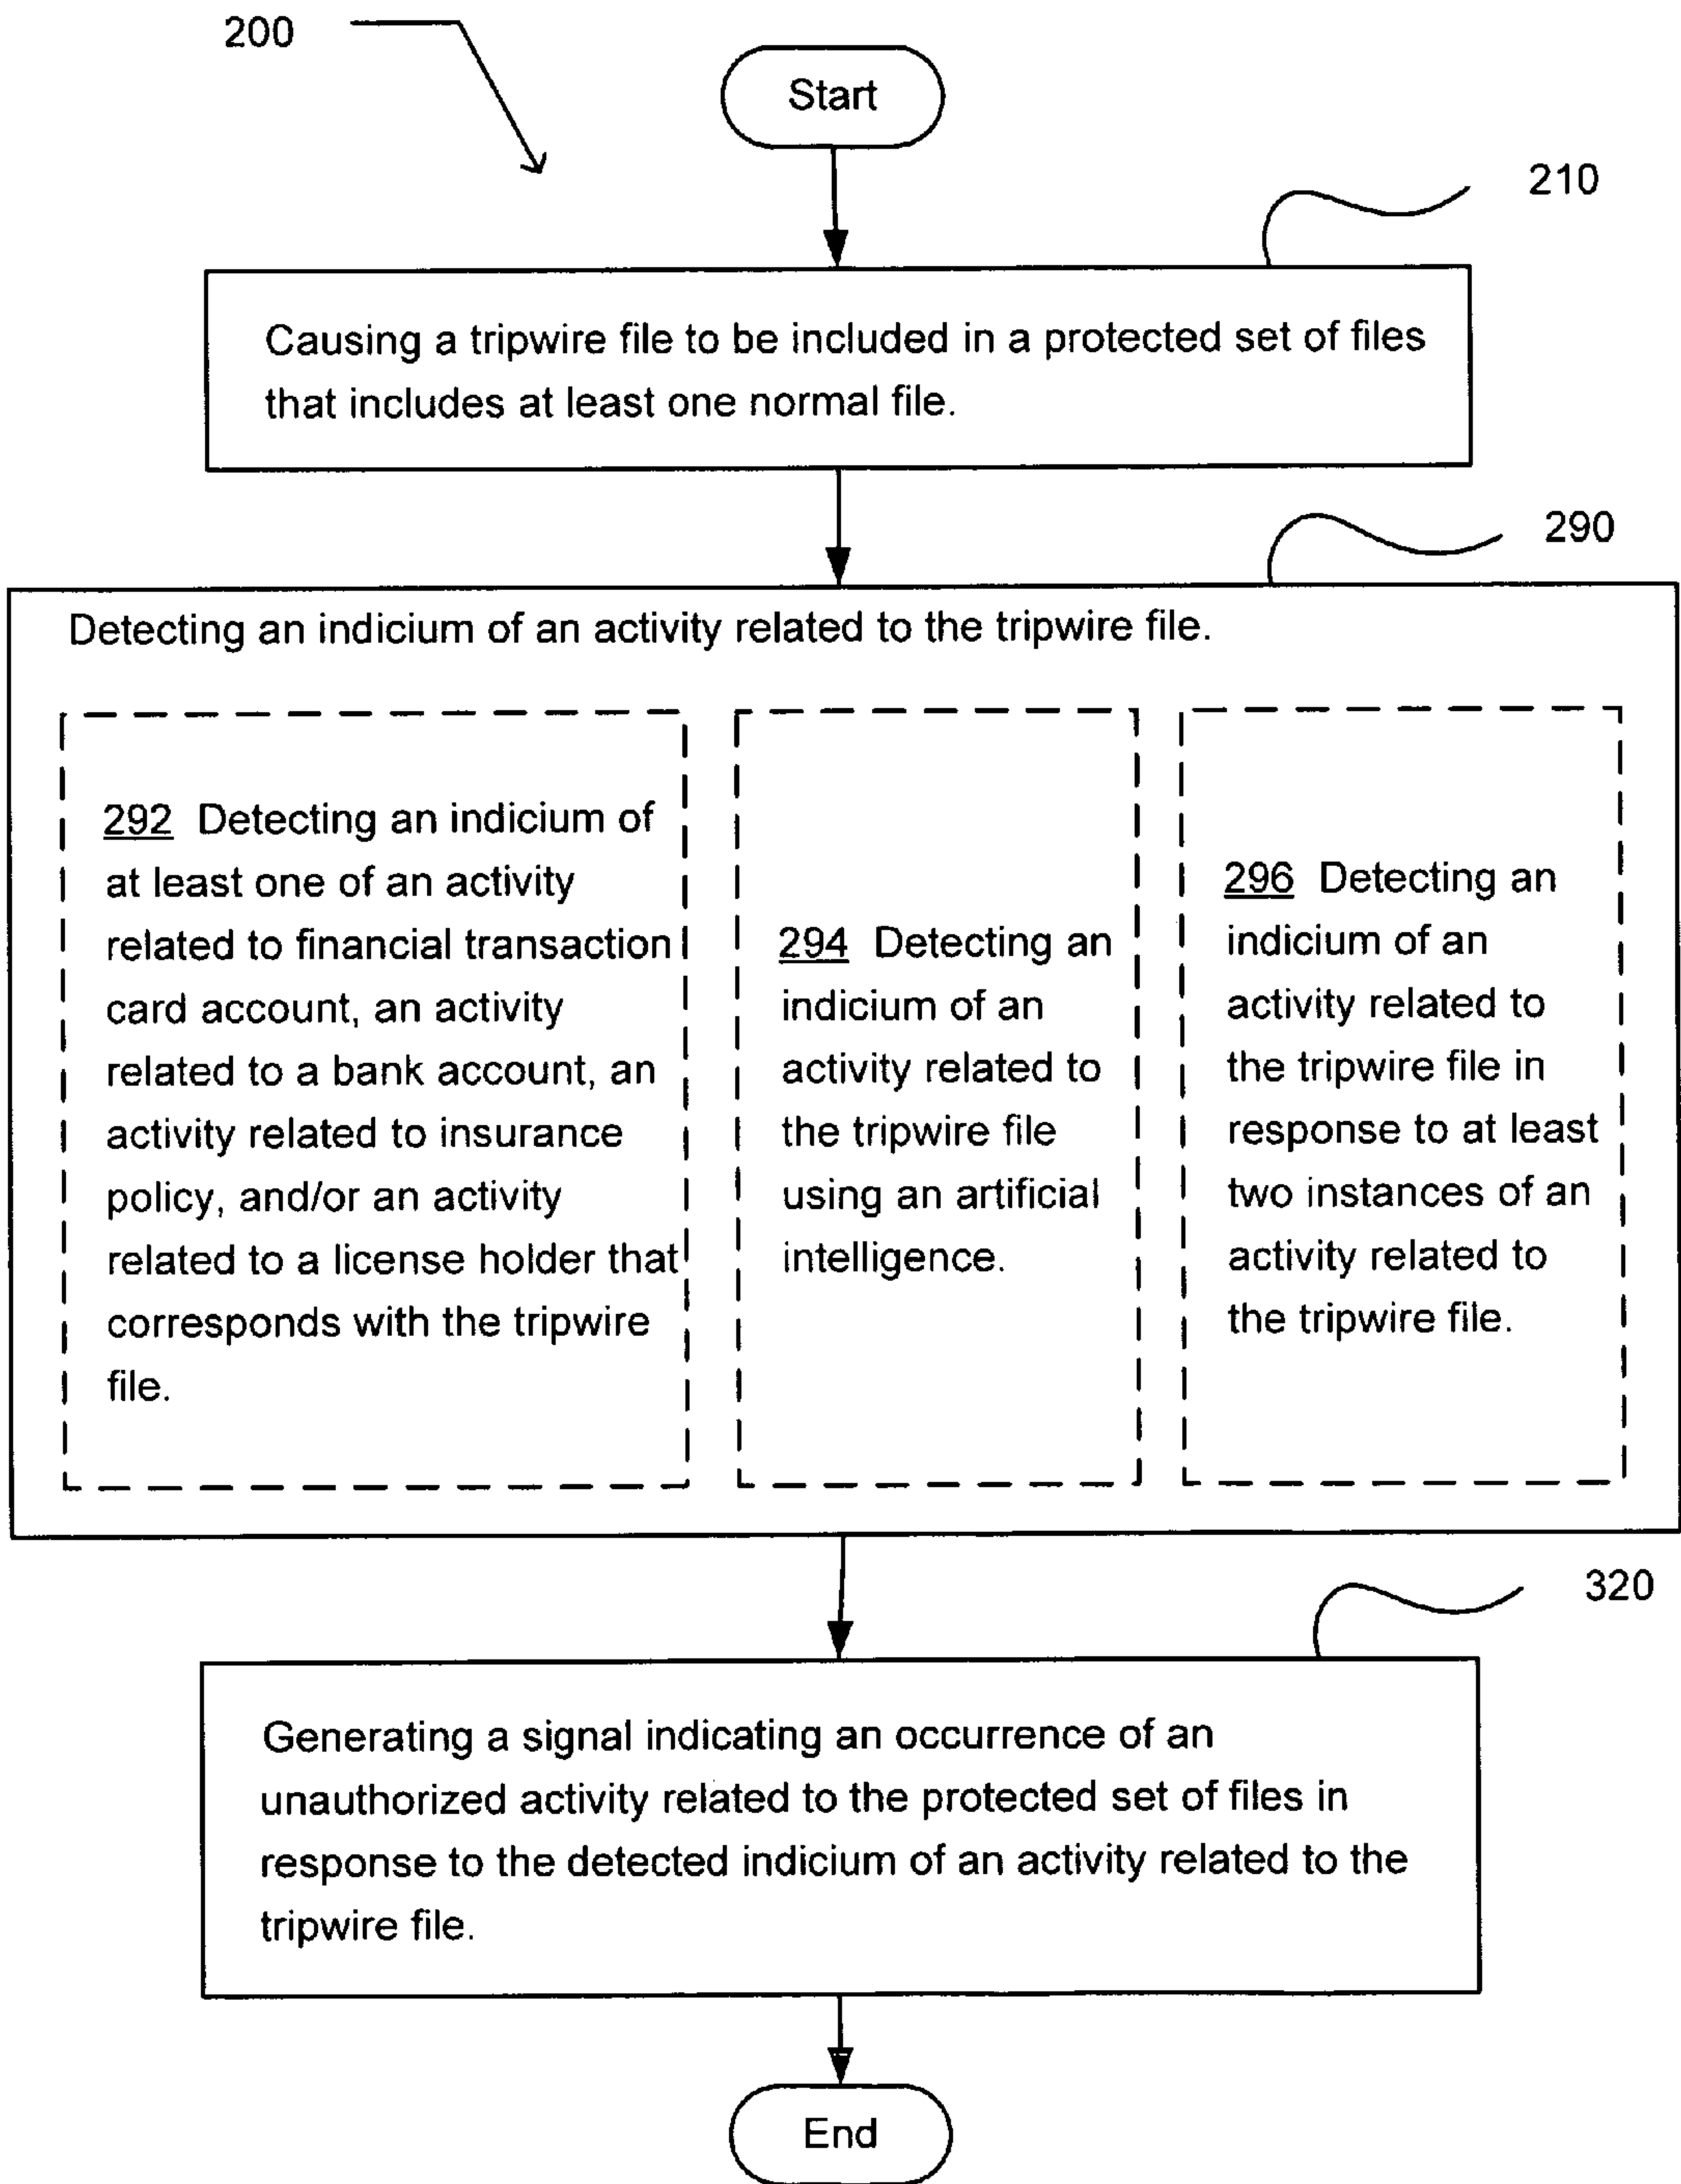 200
Start
210
Causing a tripwire file to be included in a protected set of files
that includes at least one normal file.
290
Detecting an indicium of an activity related to the tripwire file.
292 Detecting an indicium of
at least one of an activity
related to financial transaction
card account, an activity
related to a bank account, an
activity related to insurance
policy, and/or an activity
related to a license holder that
corresponds with the tripwire
file.
294 Detecting an
indicium of an
activity related to
the tripwire file
using an artificial
intelligence.
296 Detecting an
indicium of an
activity related to
the tripwire file in
response to at least
two instances of an
activity related to
the tripwire file.
320
Generating a signal indicating an occurrence of an
unauthorized activity related to the protected set of files in
response to the detected indicium of an activity related to the
tripwire file.
End